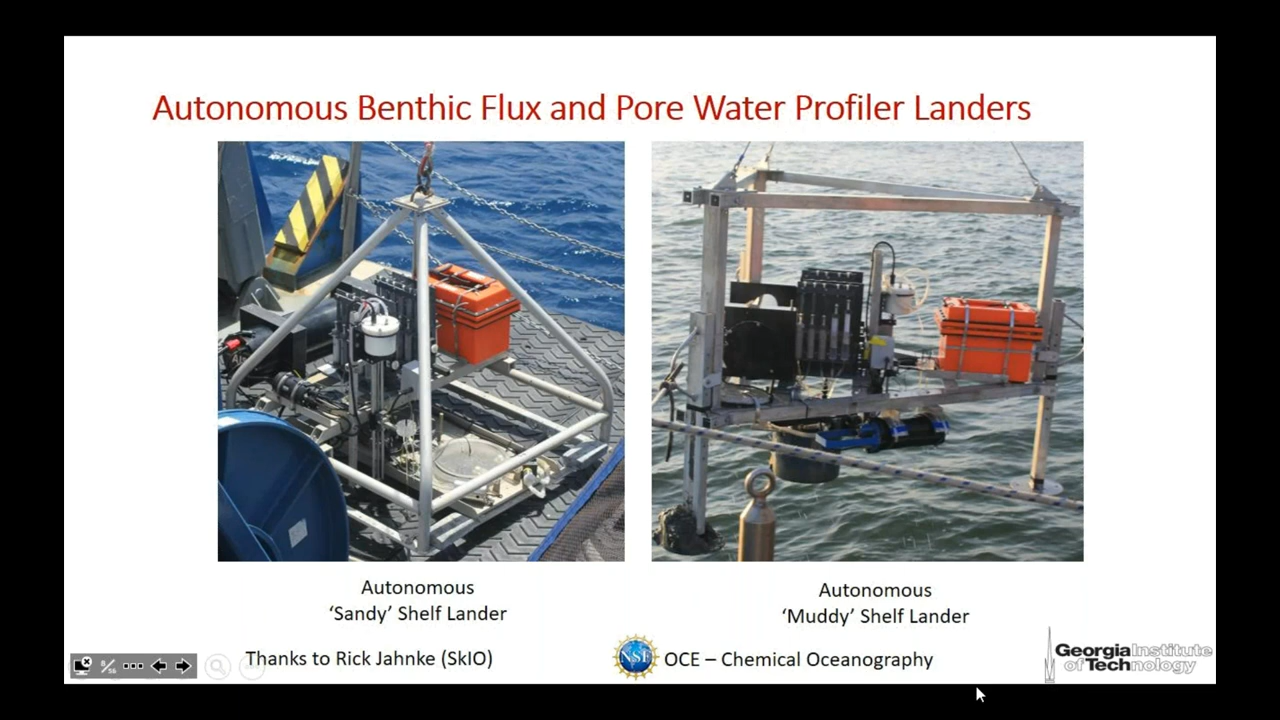 Autonomous Benthic Flux and Pore Water Profiler Landers
Autonomous
‘Sandy’ Shelf Lander
Autonomous
‘Muddy’ Shelf Lander
Thanks to Rick Jahnke (SkIO)
NSF
OCE – Chemical Oceanography
Georgia Institute
of Technology